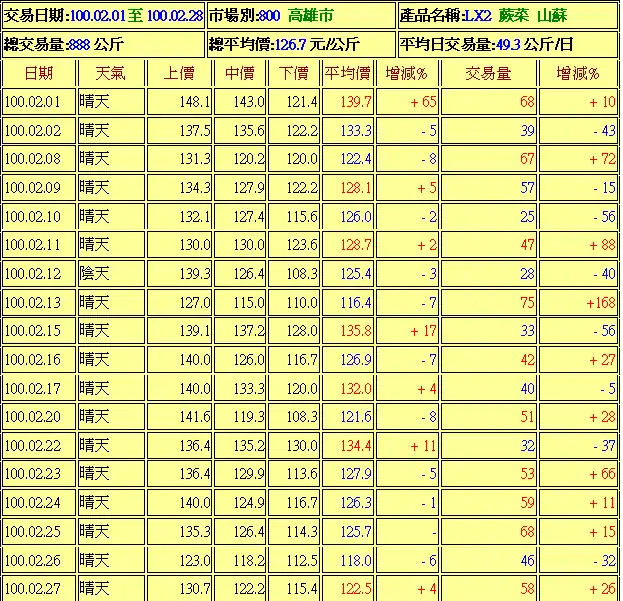 交易日期:100.02.01至100.02.28 市場別:800 高雄市 產品名稱:LX2 蕨菜 山蘇
總交易量:888公斤 總平均價:126.7元/公斤 平均日交易量:49.3公斤/日
日期 天氣 上價 中價 下價 平均價 增減% 交易量 增減%
100.02.01 晴天 148.1 143.0 121.4 139.7 + 65 68 + 10
100.02.02 晴天 137.5 135.6 122.2 133.3 - 5 39 - 43
100.02.08 晴天 131.3 120.2 120.0 122.4 - 8 67 + 72
100.02.09 晴天 134.3 127.9 122.2 128.1 + 5 57 - 15
100.02.10 晴天 132.1 127.4 115.6 126.0 - 2 25 - 56
100.02.11 晴天 130.0 130.0 123.6 128.7 + 2 47 + 88
100.02.12 陰天 139.3 126.4 108.3 125.4 - 3 28 - 40
100.02.13 晴天 127.0 115.0 110.0 116.4 - 7 75 +168
100.02.15 晴天 139.1 137.2 128.0 135.8 + 17 33 - 56
100.02.16 晴天 140.0 126.0 116.7 126.9 - 7 42 + 27
100.02.17 晴天 140.0 133.3 120.0 132.0 + 4 40 - 5
100.02.20 晴天 141.6 119.3 108.3 121.6 - 8 51 + 28
100.02.22 晴天 136.4 135.2 130.0 134.4 + 11 32 - 37
100.02.23 晴天 136.4 129.9 113.6 127.9 - 5 53 + 66
100.02.24 晴天 140.0 124.9 116.7 126.3 - 1 59 + 11
100.02.25 晴天 135.3 126.4 114.3 125.7 - 68 + 15
100.02.26 晴天 123.0 118.2 112.5 118.0 - 6 46 - 32
100.02.27 晴天 130.7 122.2 115.4 122.5 + 4 58 + 26